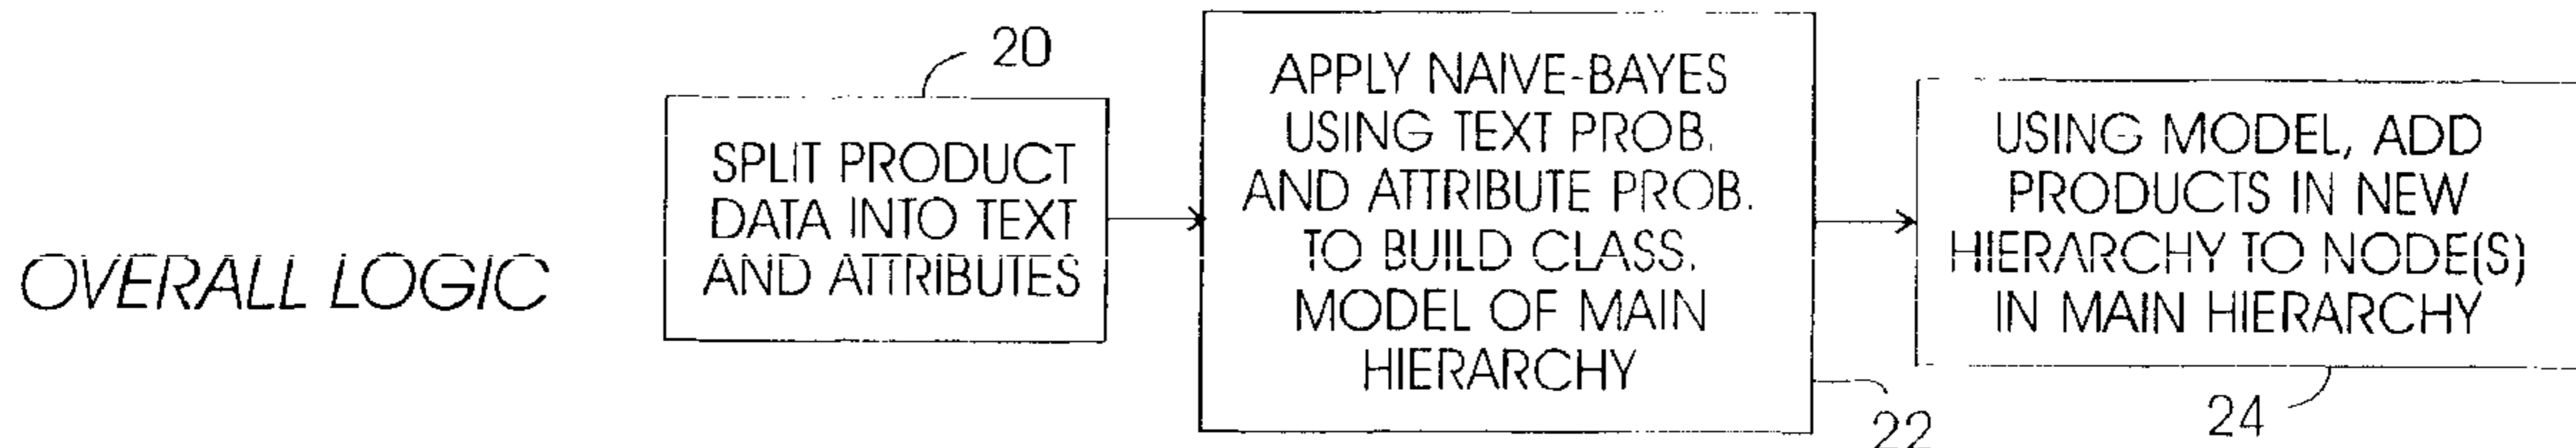 OVERALL LOGIC
20
SPLIT PRODUCT
DATA INTO TEXT
AND ATTRIBUTES
APPLY NAIVE-BAYES
USING TEXT PROB.
AND ATTRIBUTE PROB.
TO BUILD CLASS.
MODEL OF MAIN
HIERARCHY
22
USING MODEL, ADD
PRODUCTS IN NEW
HIERARCHY TO NODE(S)
IN MAIN HIERARCHY
24